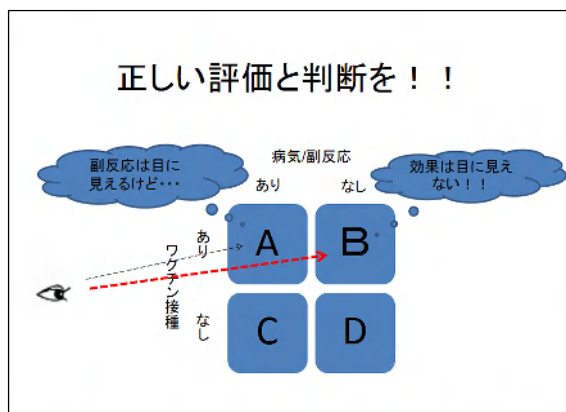 正しい評価と判断を！！
副反応は目に
見えるけど・・・
病気/副反応
効果は目に見え
ない！！
あり
なし
ワクチン接種
あり
なし
A
B
C
D